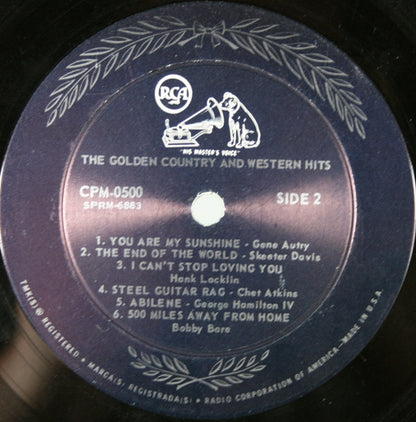 RCA
"HIS MASTER'S VOICE"
THE GOLDEN COUNTRY AND WESTERN HITS
CPM-0500
SPRM-6883
SIDE 2
1. YOU ARE MY SUNSHINE - Gene Autry
2. THE END OF THE WORLD - Skeeter Davis
3. I CAN'T STOP LOVING YOU
Hank Locklin
4. STEEL GUITAR RAG - Chet Atkins
5. ABILENE - George Hamilton IV
6. 500 MILES AWAY FROM HOME
Bobby Bare
TMK(S) ® REGISTERED • MARCA(S) REGISTRADA(S) • RADIO CORPORATION OF AMERICA-MADE IN U.S.A.